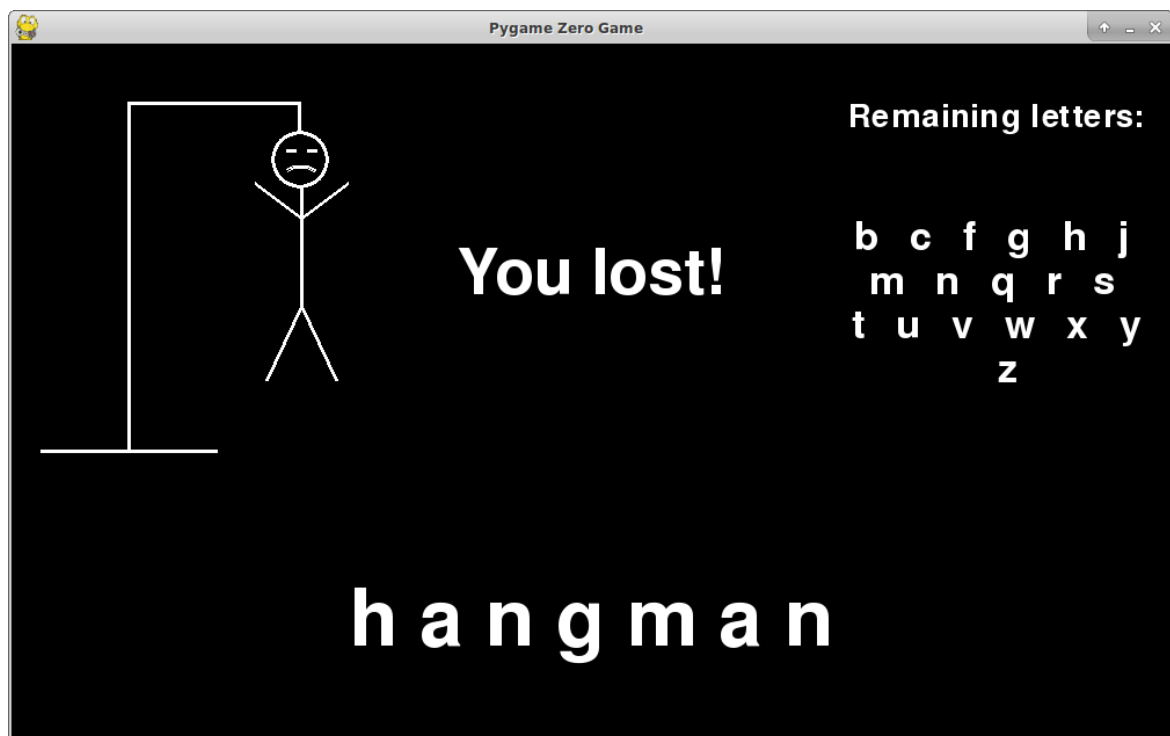 Pygame Zero Game
Remaining letters:
b c f g h j
m n q r s
t u v w x y
z
You lost!
h a n g m a n